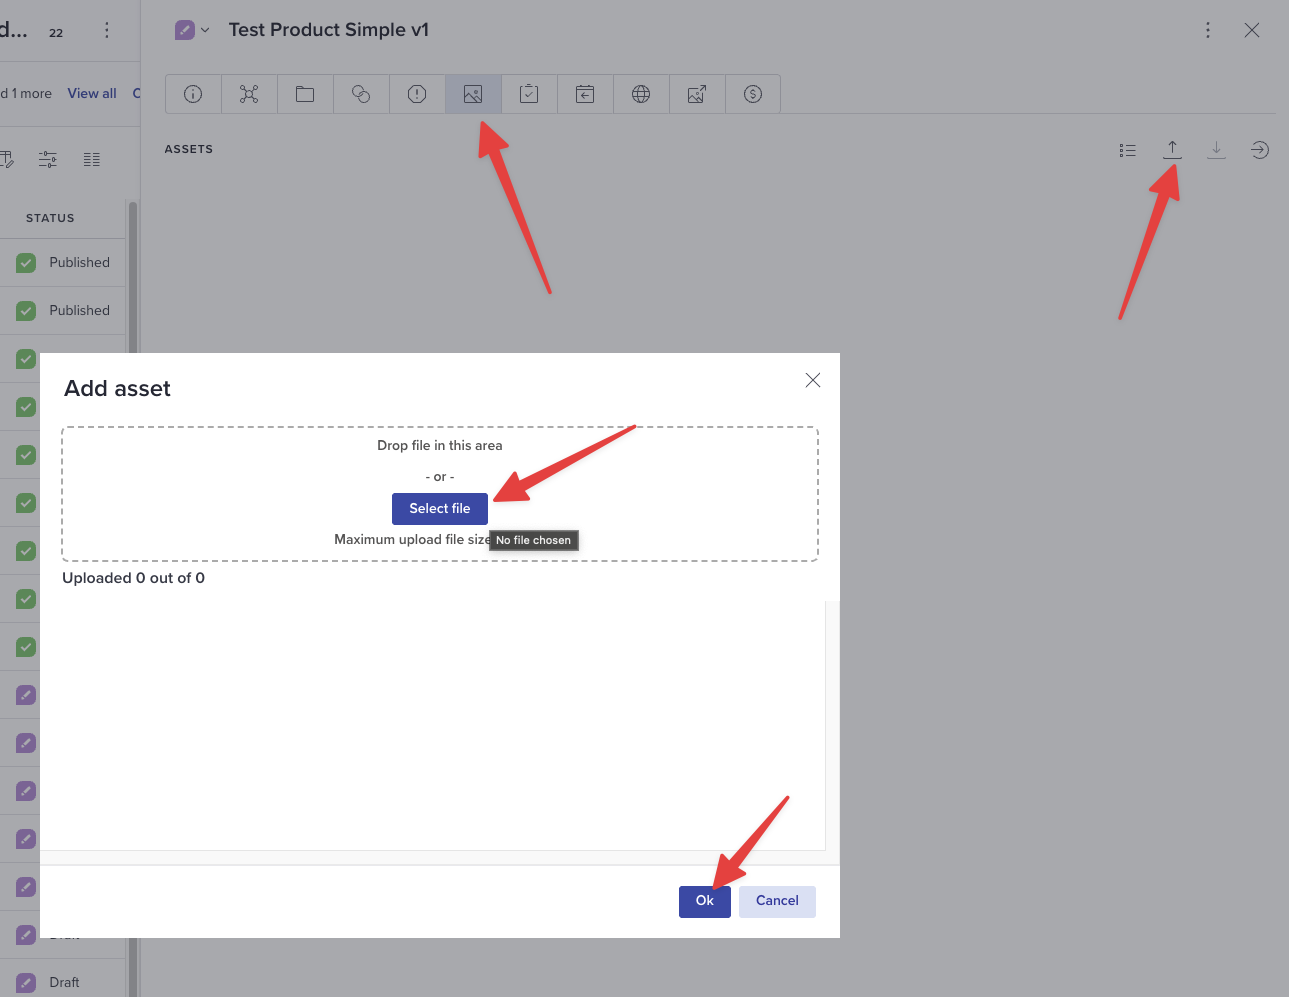 d...
22
Test Product Simple v1
d 1 more
View all
ASSETS
STATUS
Published
Published
Add asset
Drop file in this area
- or -
Select file
Maximum upload file size
No file chosen
Uploaded 0 out of 0
Ok
Cancel
Draft